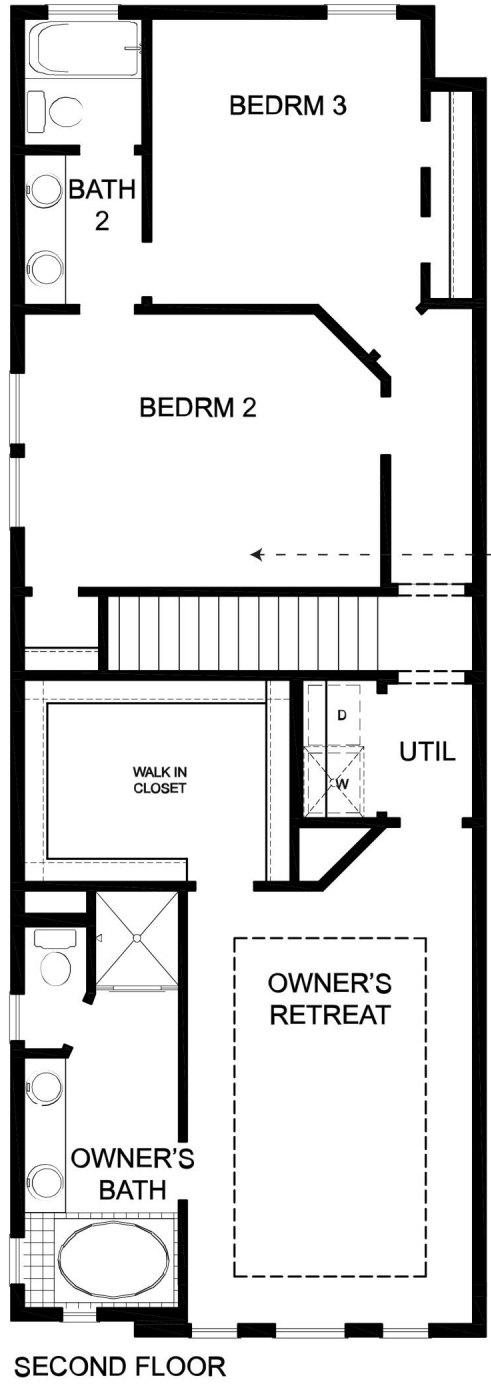 BEDRM 3
BATH
2
BEDRM 2
D
W
UTIL
WALK IN
CLOSET
OWNER'S
RETREAT
OWNER'S
BATH
SECOND FLOOR